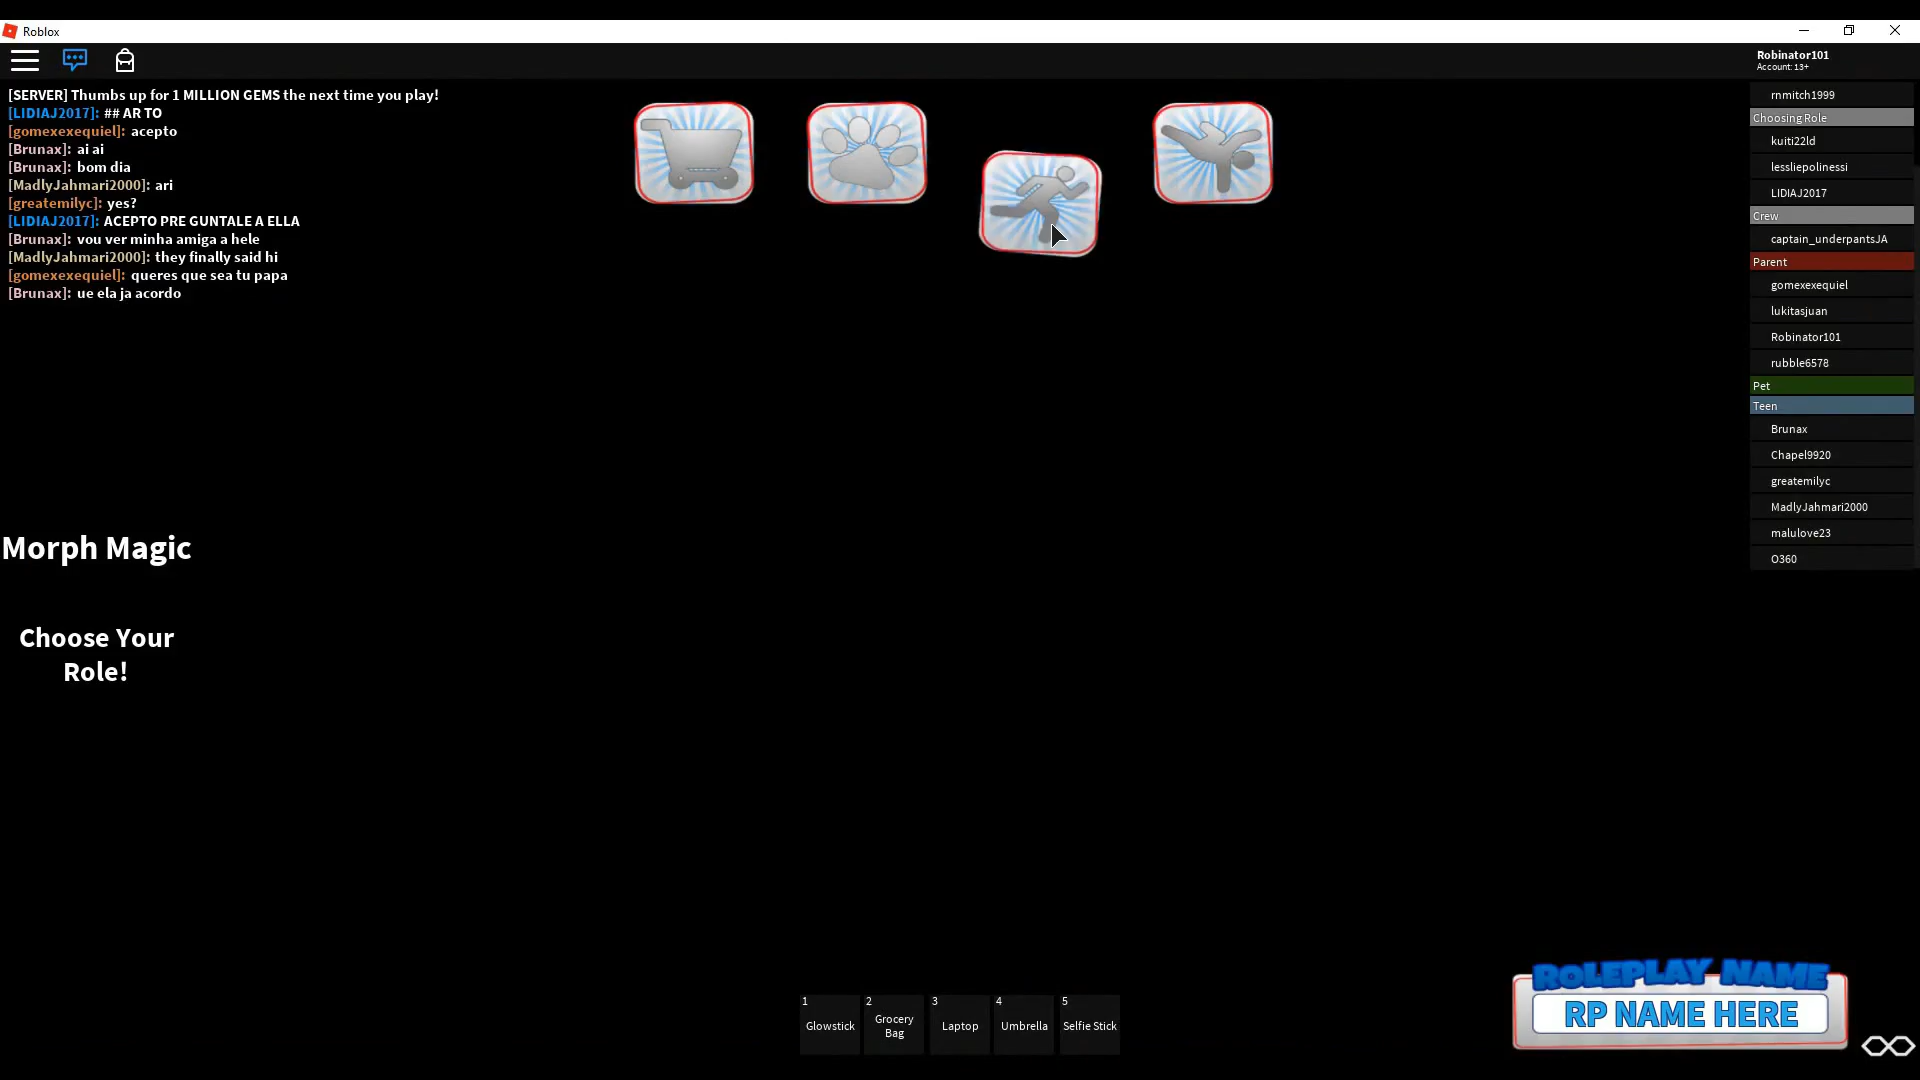 Roblox
Robinator101
Account: 13+
[SERVER] Thumbs up for 1 MILLION GEMS the next time you play!
[LIDIAJ2017]: ## AR TO
[gomexexequiel]: acepto
[Brunax]: ai ai
[Brunax]: bom dia
[MadlyJahmari2000]: ari
[greatemilyc]: yes?
[LIDIAJ2017]: ACEPTO PRE GUNTALE A ELLA
[Brunax]: vou ver minha amiga a hele
[MadlyJahmari2000]: they finally said hi
[gomexexequiel]: queres que sea tu papa
[Brunax]: ue ela ja acordo
rnmitch1999
Choosing Role
kuiti22ld
lessliepolinessi
LIDIAJ2017
Crew
captain_underpantsJA
Parent
gomexexequiel
lukitasjuan
Robinator101
rubble6578
Pet
Teen
Brunax
Chapel9920
greatemilyc
MadlyJahmari2000
malulove23
O360
Morph Magic
Choose Your
Role!
1
Glowstick
2
Grocery
Bag
3
Laptop
4
Umbrella
5
Selfie Stick
ROLEPLAY NAME
RP NAME HERE